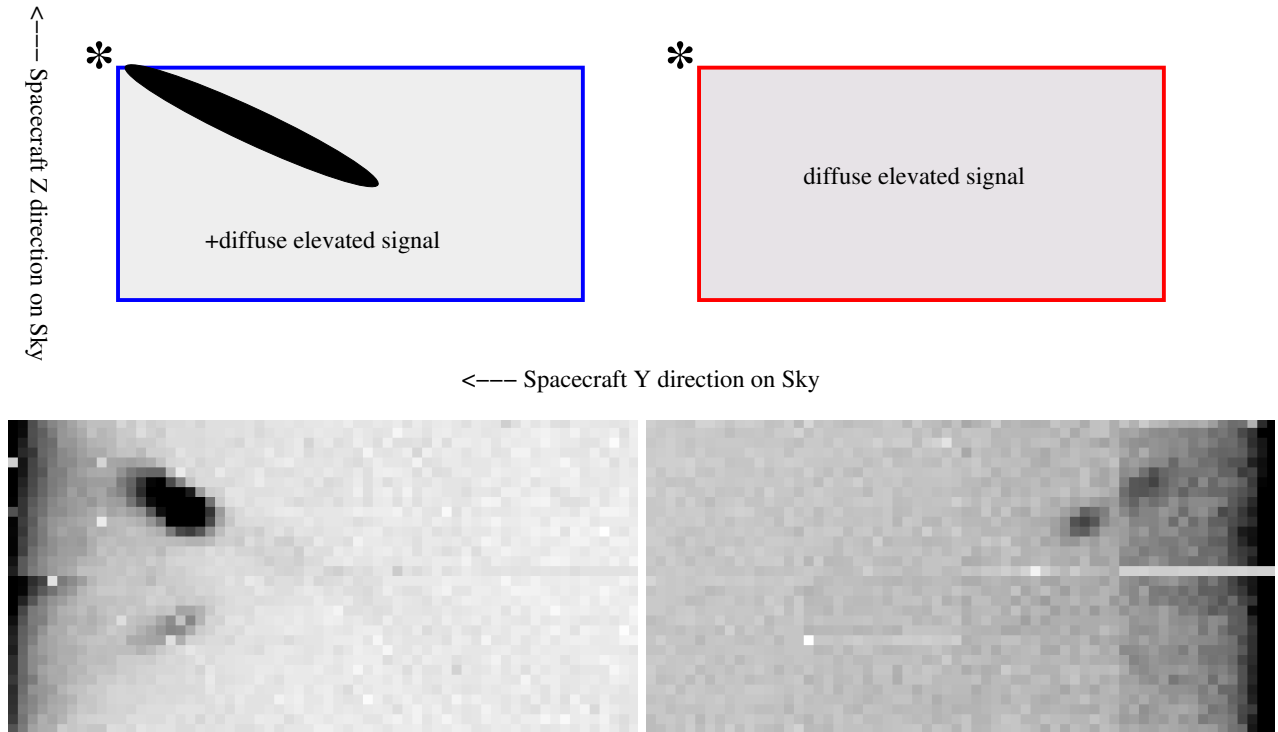 <--- Spacecraft Z direction on Sky
*
*
diffuse elevated signal
+diffuse elevated signal
<--- Spacecraft Y direction on Sky